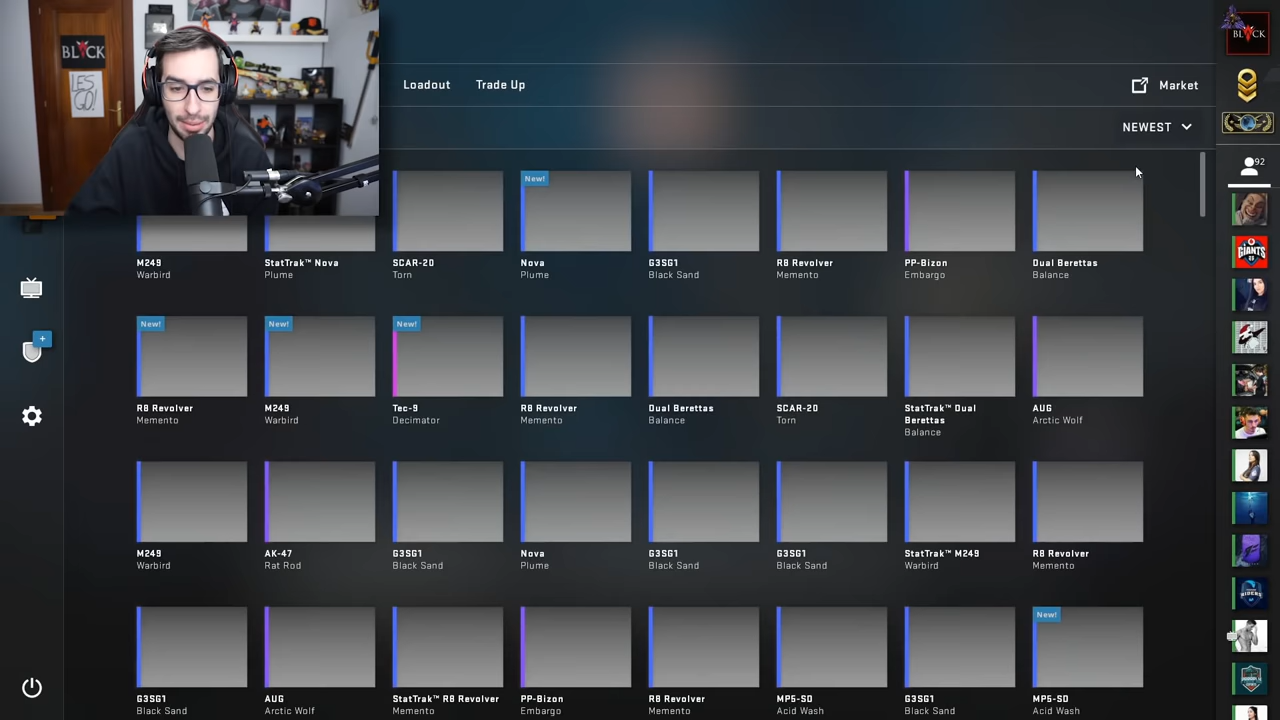 BL CK
LES
GO!
Loadout
Trade Up
Market
BL CK
NEWEST
92
New!
M249
Warbird
StatTrak™ Nova
Plume
SCAR-20
Torn
Nova
Plume
G3SG1
Black Sand
R8 Revolver
Memento
PP-Bizon
Embargo
Dual Berettas
Balance
New!
New!
New!
R8 Revolver
Memento
M249
Warbird
Tec-9
Decimator
R8 Revolver
Memento
Dual Berettas
Balance
SCAR-20
Torn
StatTrak™ Dual
Berettas
Balance
AUG
Arctic Wolf
M249
Warbird
AK-47
Rat Rod
G3SG1
Black Sand
Nova
Plume
G3SG1
Black Sand
G3SG1
Black Sand
StatTrak™ M249
Warbird
R8 Revolver
Memento
New!
G3SG1
Black Sand
AUG
Arctic Wolf
StatTrak™ R8 Revolver
Memento
PP-Bizon
Embargo
R8 Revolver
Memento
MP5-SD
Acid Wash
G3SG1
Black Sand
MP5-SD
Acid Wash
GIANTS
RIDERS